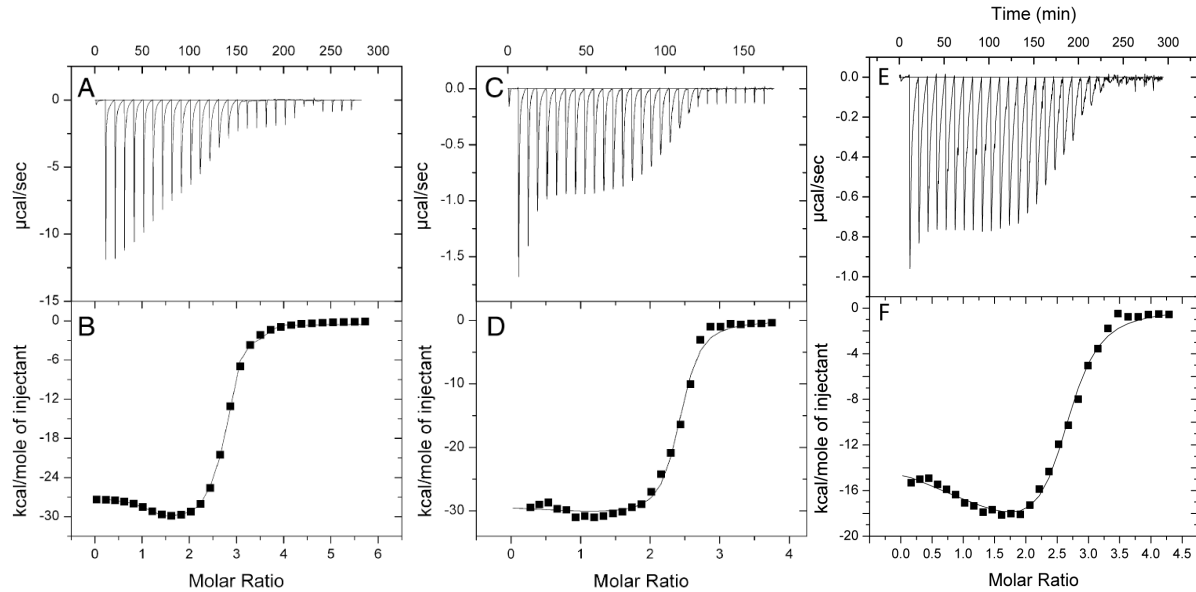 Time (min)
0 50 100 150 200 250 300
0 50 100 150
0 50 100 150 200 250 300
A
0
-5
-10
-15
µcal/sec
C
0.0
-0.5
-1.0
-1.5
µcal/sec
E
0.0
-0.2
-0.4
-0.6
-0.8
-1.0
µcal/sec
B
0
-6
-12
-18
-24
-30
kcal/mole of injectant
0 1 2 3 4 5 6
Molar Ratio
D
0
-10
-20
-30
kcal/mole of injectant
0 1 2 3 4
Molar Ratio
F
0
-4
-8
-12
-16
-20
kcal/mole of injectant
0.0 0.5 1.0 1.5 2.0 2.5 3.0 3.5 4.0 4.5
Molar Ratio